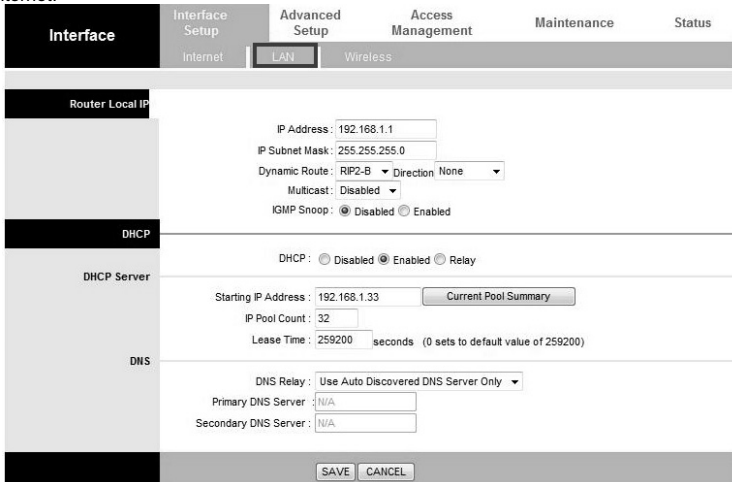 Interface
Interface Setup
Advanced Setup
Access Management
Maintenance
Status
Internet
LAN
Wireless
Router Local IP
IP Address : 192.168.1.1
IP Subnet Mask : 255.255.255.0
Dynamic Route : RIP2-B Direction None
Multicast : Disabled
IGMP Snoop : Disabled Enabled
DHCP
DHCP : Disabled Enabled Relay
DHCP Server
Starting IP Address : 192.168.1.33 Current Pool Summary
IP Pool Count : 32
Lease Time : 259200 seconds (0 sets to default value of 259200)
DNS
DNS Relay : Use Auto Discovered DNS Server Only
Primary DNS Server : N/A
Secondary DNS Server : N/A
SAVE CANCEL